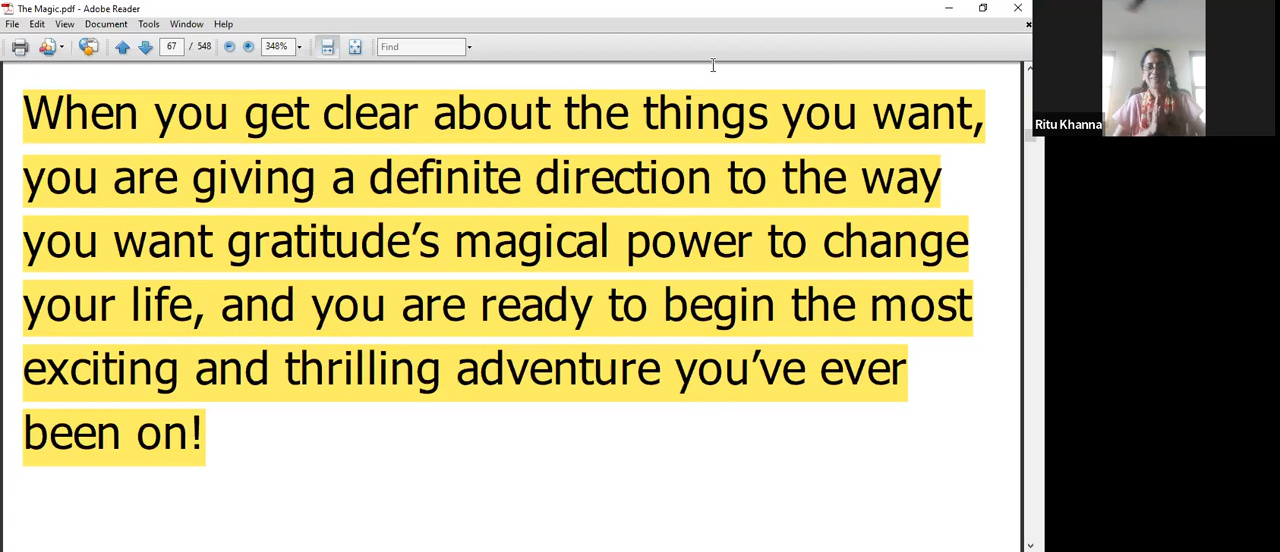 The Magic.pdf - Adobe Reader
File Edit View Document Tools Window Help
67 / 548 348% Find
When you get clear about the things you want,
you are giving a definite direction to the way
you want gratitude’s magical power to change
your life, and you are ready to begin the most
exciting and thrilling adventure you’ve ever
been on!
Ritu Khanna